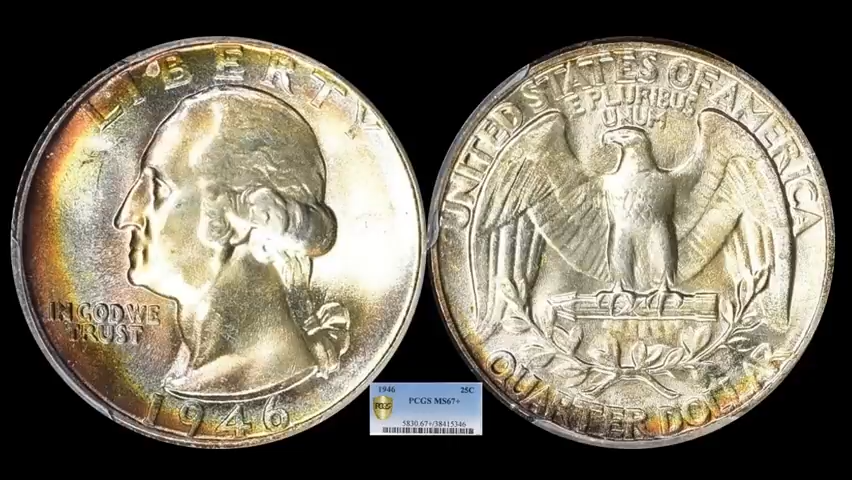 LIBERTY
IN GOD WE
TRUST
1946
UNITED STATES OF AMERICA
E PLURIBUS
UNUM
QUARTER DOLLAR
1946 25C
PCGS PCGS MS67+
5830.67+/38415346